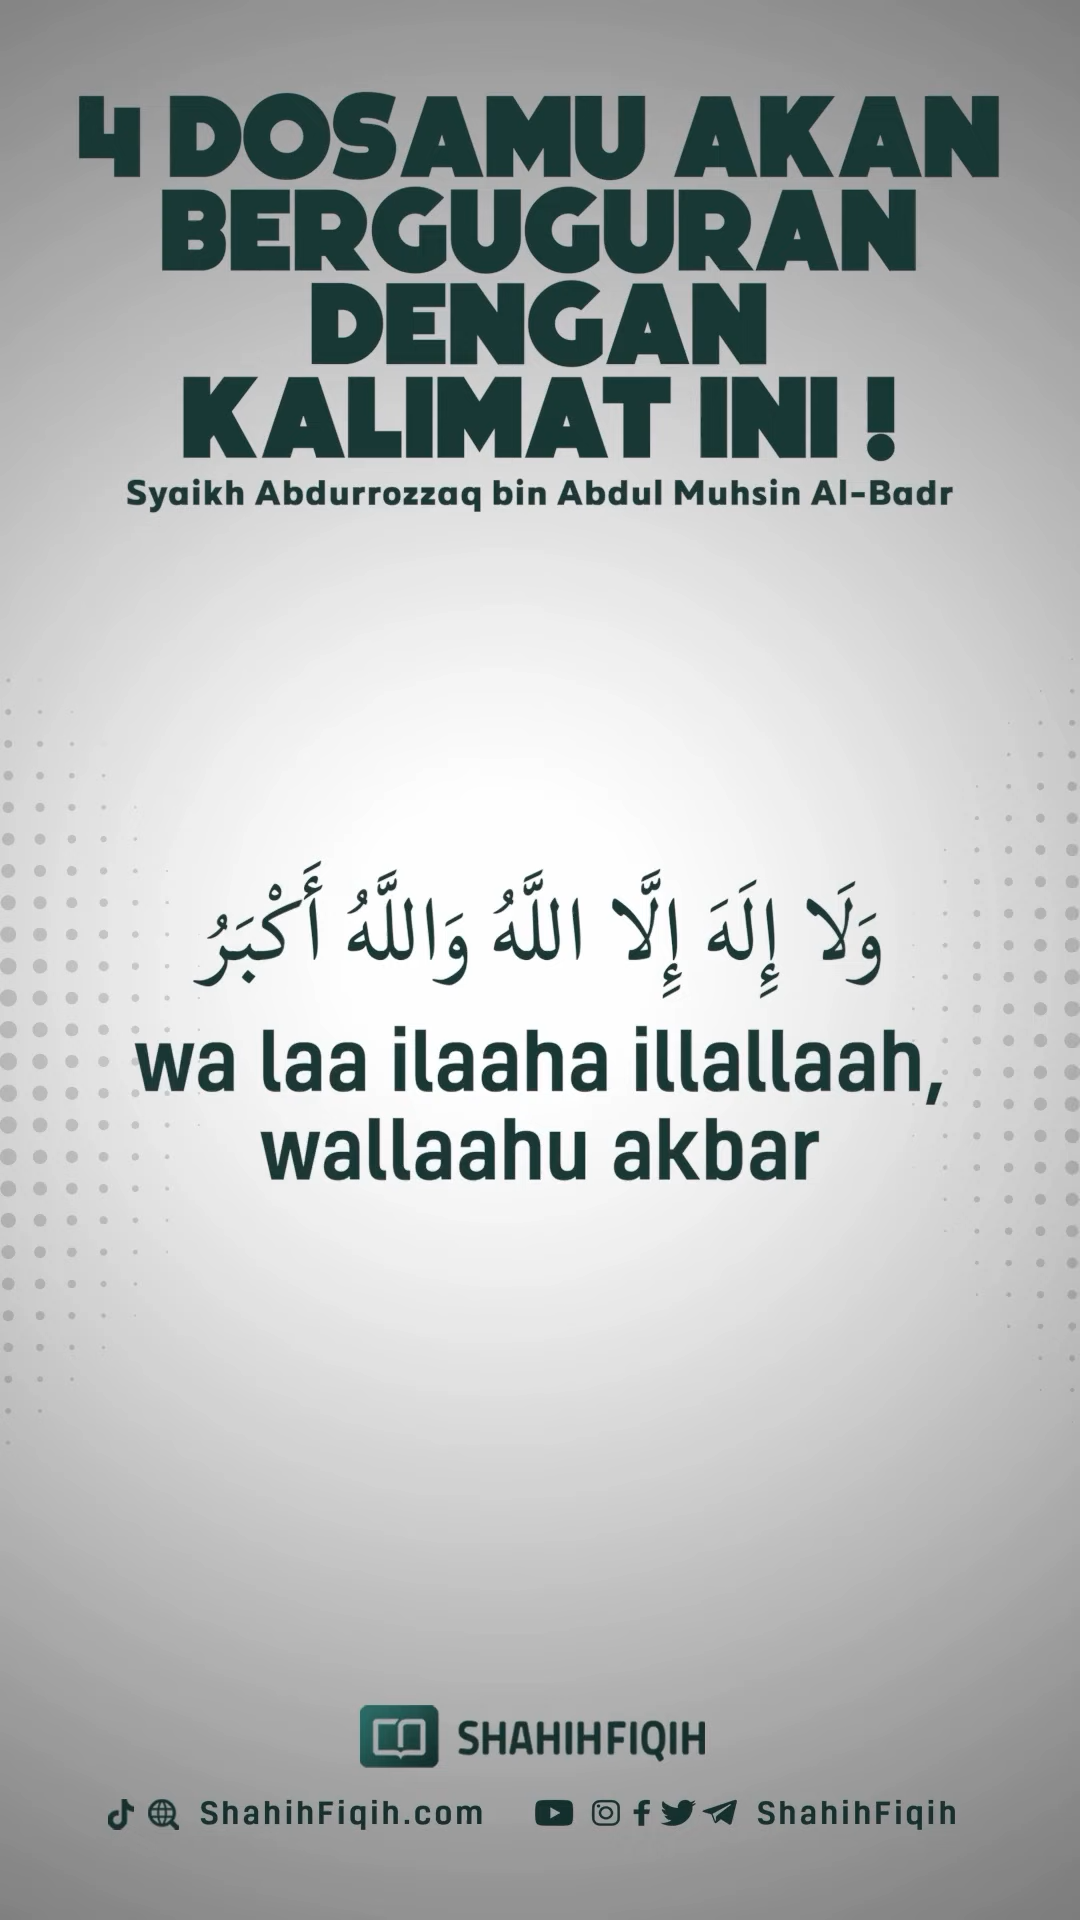 4 DOSAMU AKAN
BERGUGURAN
DENGAN
KALIMAT INI !
Syaikh Abdurrozzaq bin Abdul Muhsin Al-Badr
وَلَا إِلَهَ إِلَّا اللَّهُ وَاللَّهُ أَكْبَرُ
wa laa ilaaha illallaah,
wallaahu akbar
SHAHIHFIQIH
ShahihFiqih.com ShahihFiqih